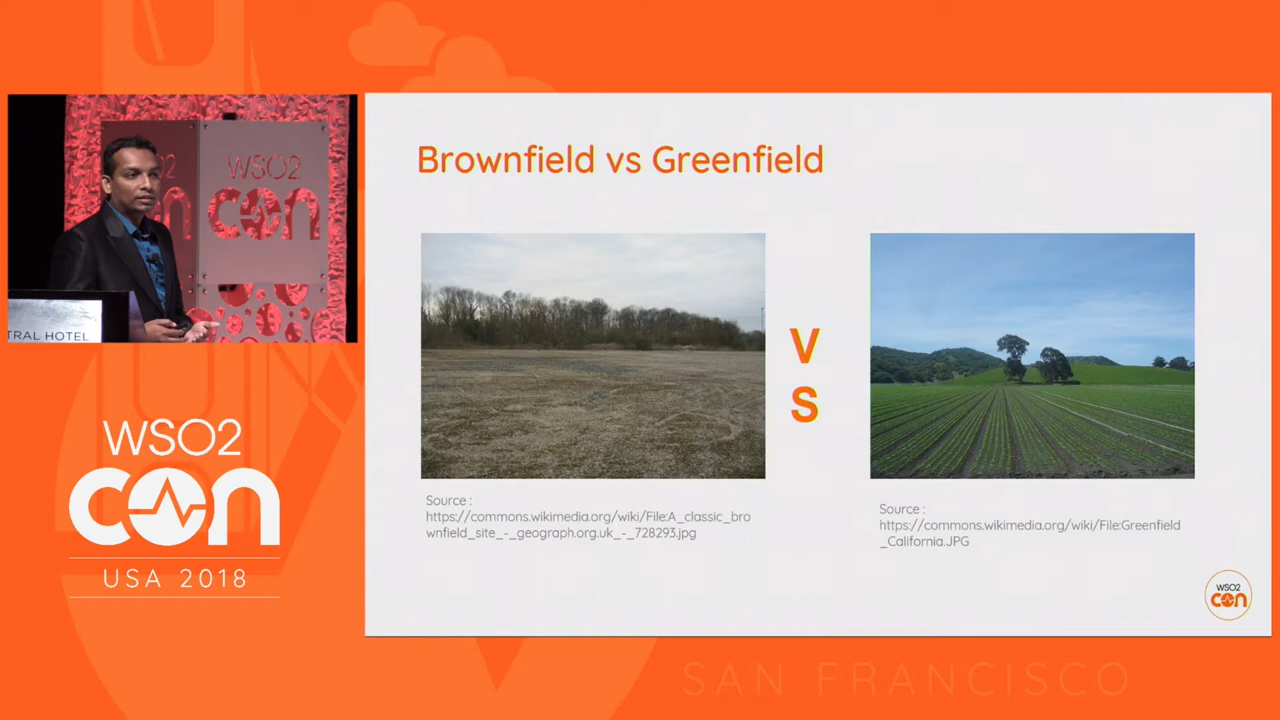 WSO2
con
TRAL HOTEL
WSO2
con
USA 2018
Brownfield vs Greenfield
V
S
Source :
https://commons.wikimedia.org/wiki/File:A_classic_bro
wnfield_site_-_geograph.org.uk_-_728293.jpg
Source :
https://commons.wikimedia.org/wiki/File:Greenfield
_California.JPG
WSO2
con
SAN FRANCISCO